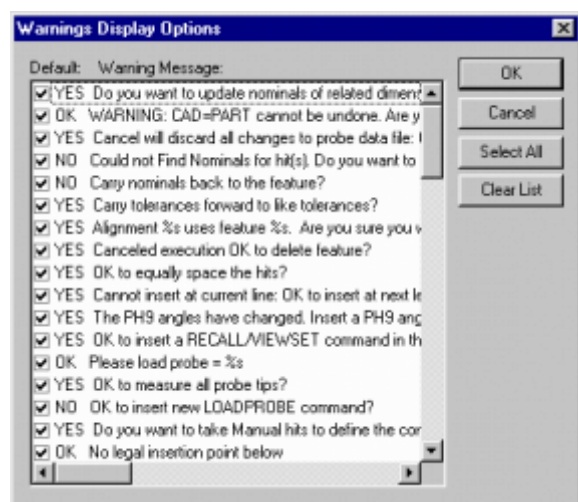 Warnings Display Options
Default: Warning Message:
YES Do you want to update nominals of related dimen
OK WARNING: CAD=PART cannot be undone. Are y
YES Cancel will discard all changes to probe data file:
NO Could not Find Nominals for hit(s). Do you want to
NO Carry nominals back to the feature?
YES Carry tolerances forward to like tolerances?
YES Alignment %s uses feature %s. Are you sure you
YES Canceled execution OK to delete feature?
YES OK to equally space the hits?
YES Cannot insert at current line: OK to insert at next le
YES The PH9 angles have changed. Insert a PH9 ang
YES OK to insert a RECALL/VIEWSET command in th
OK Please load probe = %s
YES OK to measure all probe tips?
NO OK to insert new LOADPROBE command?
YES Do you want to take Manual hits to define the cor
OK No legal insertion point below
OK
Cancel
Select All
Clear List